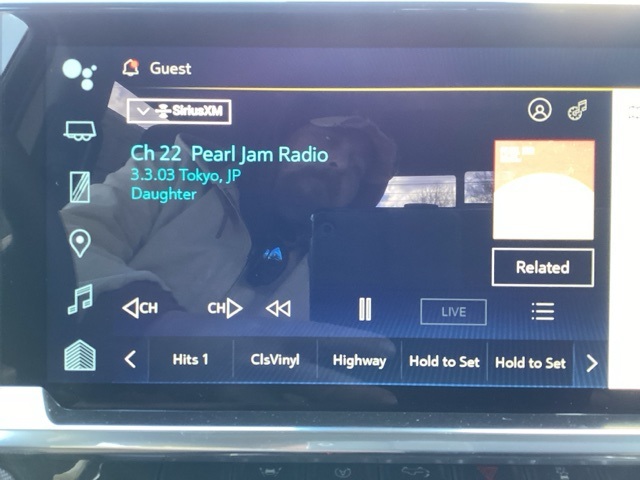 Guest
SiriusXM
Ch 22 Pearl Jam Radio
3.3.03 Tokyo, JP
Daughter
Related
CH
CH
LIVE
Hits 1
ClsVinyl
Highway
Hold to Set
Hold to Set